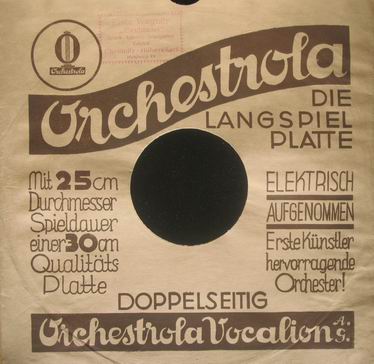 Orchestrola
Orchestrola
DIE
LANGSPIEL
PLATTE
Mit 25 cm
Durchmesser
Spieldauer
einer 30 cm
Qualitäts
Platte
ELEKTRISCH
AUFGENOMMEN
Erste Künstler
hervorragende
Orchester!
DOPPELSEITIG
Orchestrola Vocalion A.G.